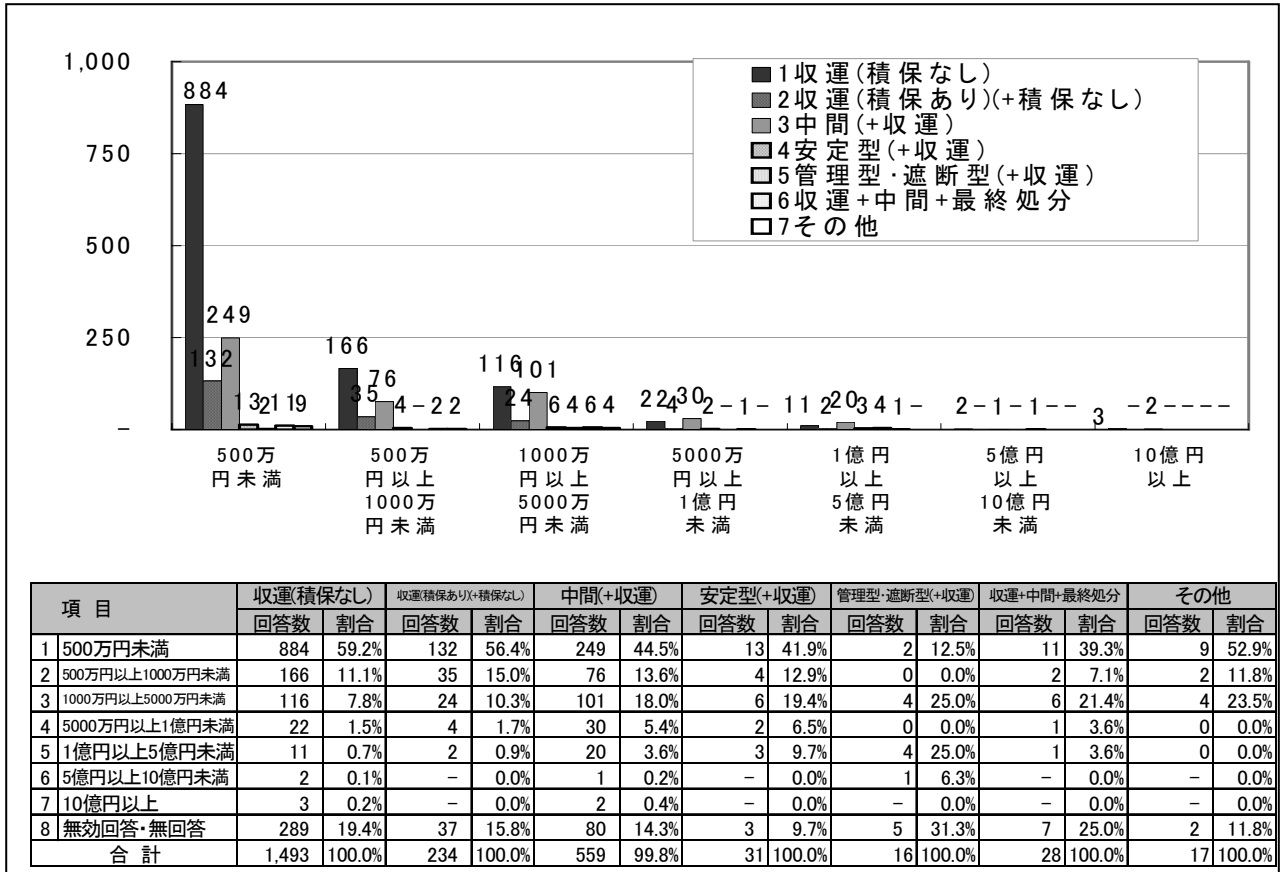 1,000
750
500
250
–
1収運(積保なし)
2収運(積保あり)(+積保なし)
3中間(+収運)
4安定型(+収運)
5管理型・遮断型(+収運)
6収運+中間+最終処分
7その他
884 132 249 13 2 11 9
166 35 76 4 - 2 2
116 24 101 6 4 6 4
22 4 30 2 - 1 -
11 2 20 3 4 1 -
2 - 1 - 1 - -
3 - 2 - - - -
500万
円未満
500万
円以上
1000万
円未満
1000万
円以上
5000万
円未満
5000万
円以上
1億円
未満
1億円
以上
5億円
未満
5億円
以上
10億円
未満
10億円
以上
項 目 収運(積保なし) 収運(積保あり)(+積保なし) 中間(+収運) 安定型(+収運) 管理型・遮断型(+収運) 収運+中間+最終処分 その他
回答数 割合 回答数 割合 回答数 割合 回答数 割合 回答数 割合 回答数 割合 回答数 割合
1 500万円未満 884 59.2% 132 56.4% 249 44.5% 13 41.9% 2 12.5% 11 39.3% 9 52.9%
2 500万円以上1000万円未満 166 11.1% 35 15.0% 76 13.6% 4 12.9% 0 0.0% 2 7.1% 2 11.8%
3 1000万円以上5000万円未満 116 7.8% 24 10.3% 101 18.0% 6 19.4% 4 25.0% 6 21.4% 4 23.5%
4 5000万円以上1億円未満 22 1.5% 4 1.7% 30 5.4% 2 6.5% 0 0.0% 1 3.6% 0 0.0%
5 1億円以上5億円未満 11 0.7% 2 0.9% 20 3.6% 3 9.7% 4 25.0% 1 3.6% 0 0.0%
6 5億円以上10億円未満 2 0.1% – 0.0% 1 0.2% – 0.0% 1 6.3% – 0.0% – 0.0%
7 10億円以上 3 0.2% – 0.0% 2 0.4% – 0.0% – 0.0% – 0.0% – 0.0%
8 無効回答・無回答 289 19.4% 37 15.8% 80 14.3% 3 9.7% 5 31.3% 7 25.0% 2 11.8%
合 計 1,493 100.0% 234 100.0% 559 99.8% 31 100.0% 16 100.0% 28 100.0% 17 100.0%